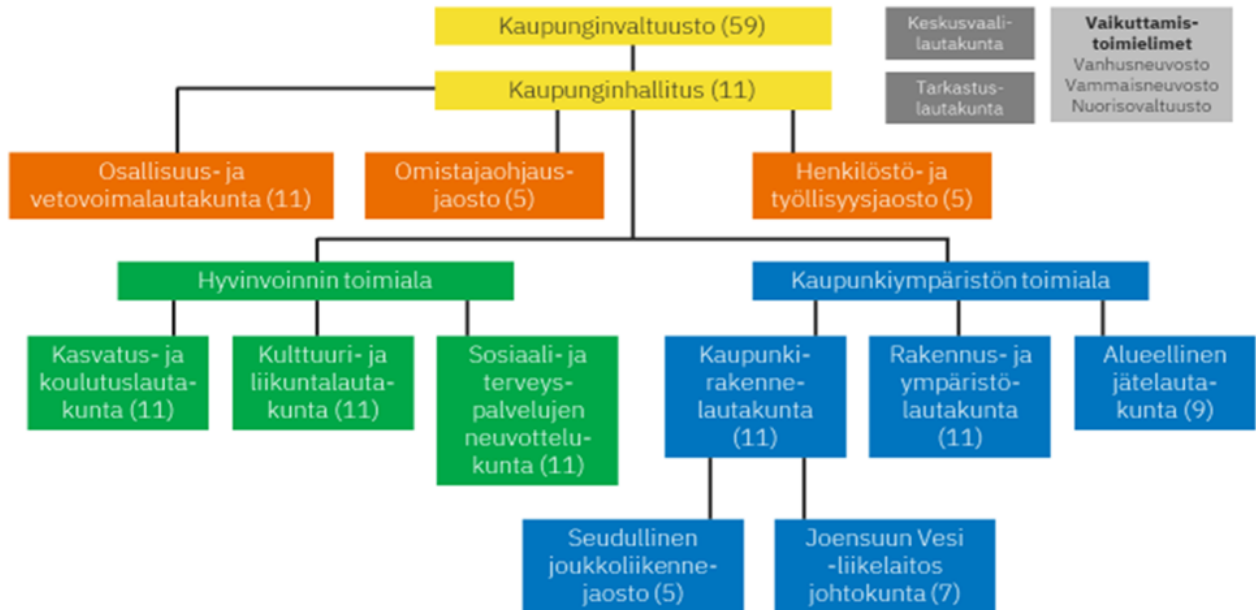 Kaupunginvaltuusto (59)
Kaupunginhallitus (11)
Keskusvaali-
lautakunta
Tarkastus-
lautakunta
Vaikuttamis-
toimielimet
Vanhusneuvosto
Vammaisneuvosto
Nuorisovaltuusto
Osallisuus- ja
vetovoimalautakunta (11)
Omistajaohjaus-
jaosto (5)
Henkilöstö- ja
työllisyysjaosto (5)
Hyvinvoinnin toimiala
Kaupunkiympäristön toimiala
Kasvatus- ja
koulutuslauta-
kunta (11)
Kulttuuri- ja
liikuntalauta-
kunta (11)
Sosiaali- ja
terveys-
palvelujen
neuvottelu-
kunta (11)
Kaupunki-
rakenne-
lautakunta
(11)
Rakennus- ja
ympäristö-
lautakunta
(11)
Alueellinen
jätelauta-
kunta (9)
Seudullinen
joukkoliikenne-
jaosto (5)
Joensuun Vesi
-liikelaitos
johtokunta (7)